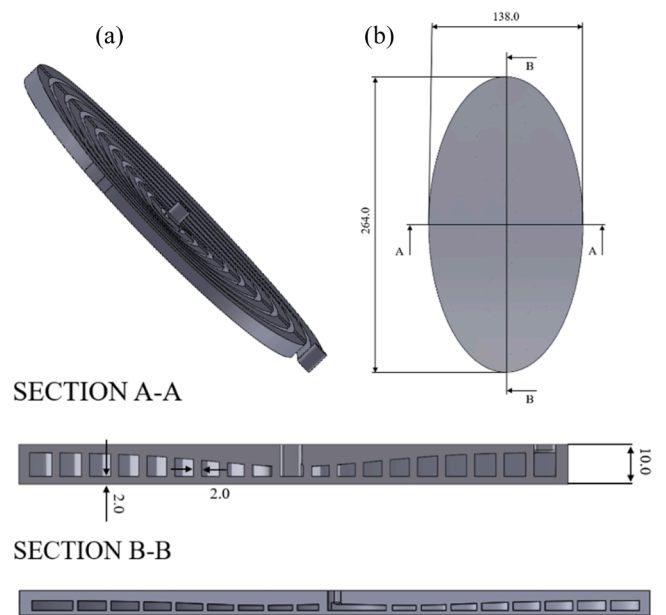 (a)
(b)
138.0
B
264.0
A
A
B
SECTION A-A
2.0
2.0
10.0
SECTION B-B